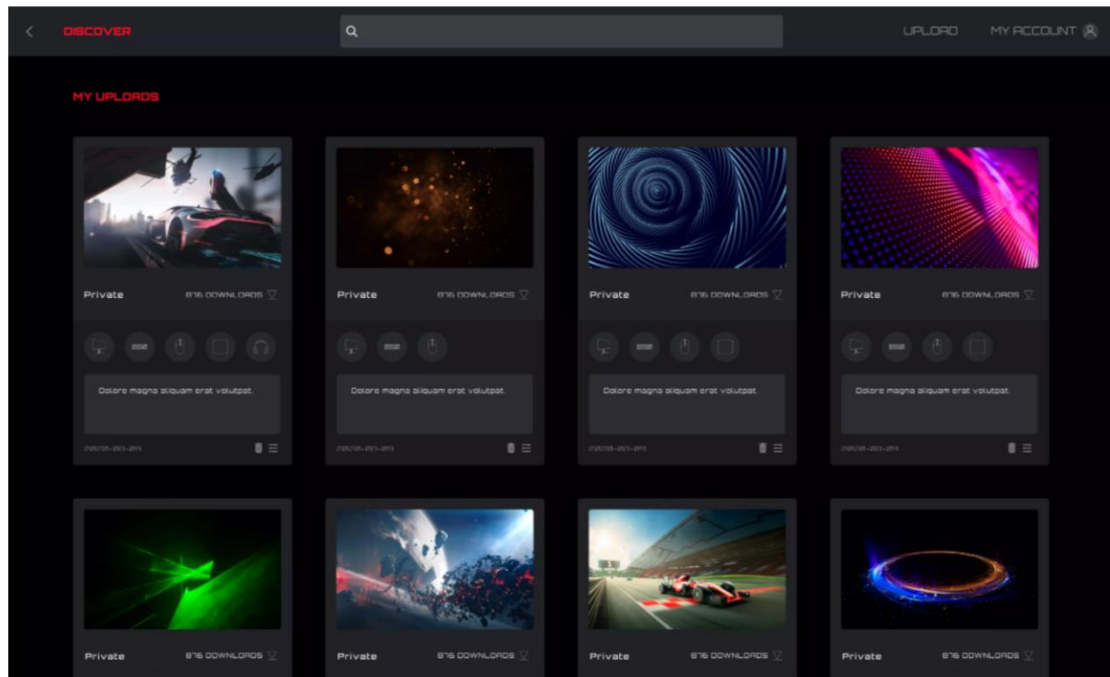 DISCOVER
UPLOAD
MY ACCOUNT
MY UPLOADS
Private 876 DOWNLOADS
Private 876 DOWNLOADS
Private 876 DOWNLOADS
Private 876 DOWNLOADS
Dolore magna aliquam erat volutpat.
Dolore magna aliquam erat volutpat.
Dolore magna aliquam erat volutpat.
Dolore magna aliquam erat volutpat.
Private 876 DOWNLOADS
Private 876 DOWNLOADS
Private 876 DOWNLOADS
Private 876 DOWNLOADS